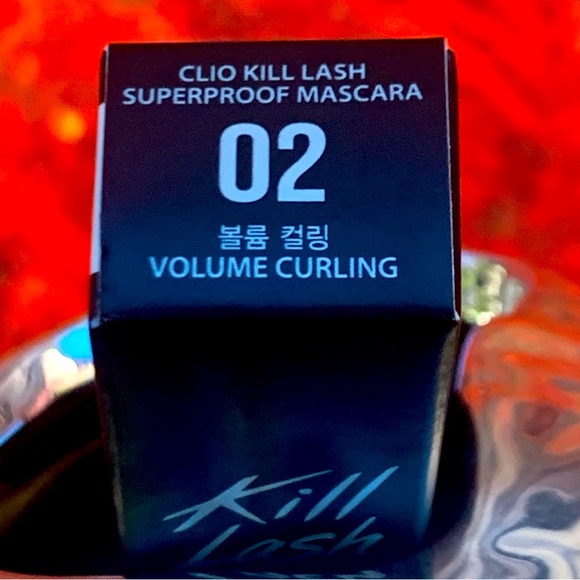 CLIO KILL LASH
SUPERPROOF MASCARA
02
볼륨 컬링
VOLUME CURLING
Kill
Lash